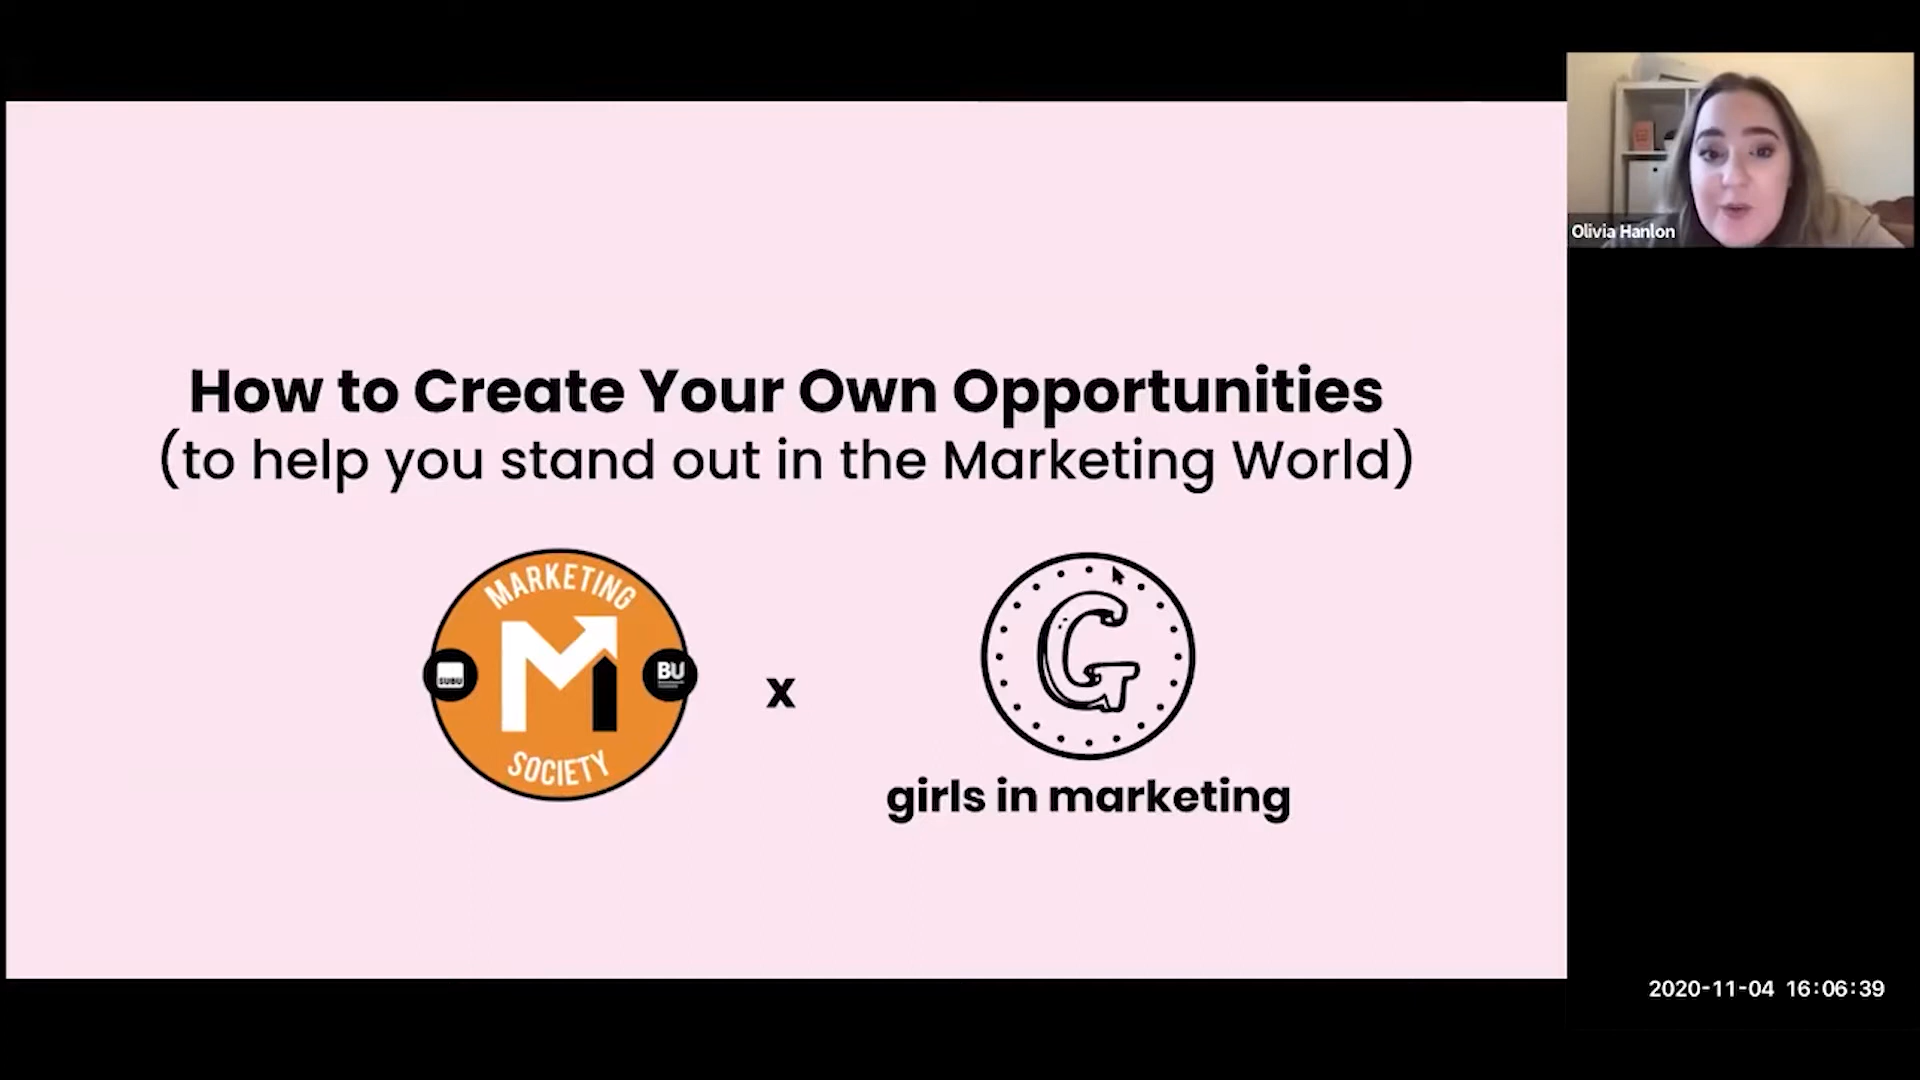 Olivia Hanlon
How to Create Your Own Opportunities
(to help you stand out in the Marketing World)
MARKETING
SUBU
BU
SOCIETY
x
G
girls in marketing
2020-11-04 16:06:39